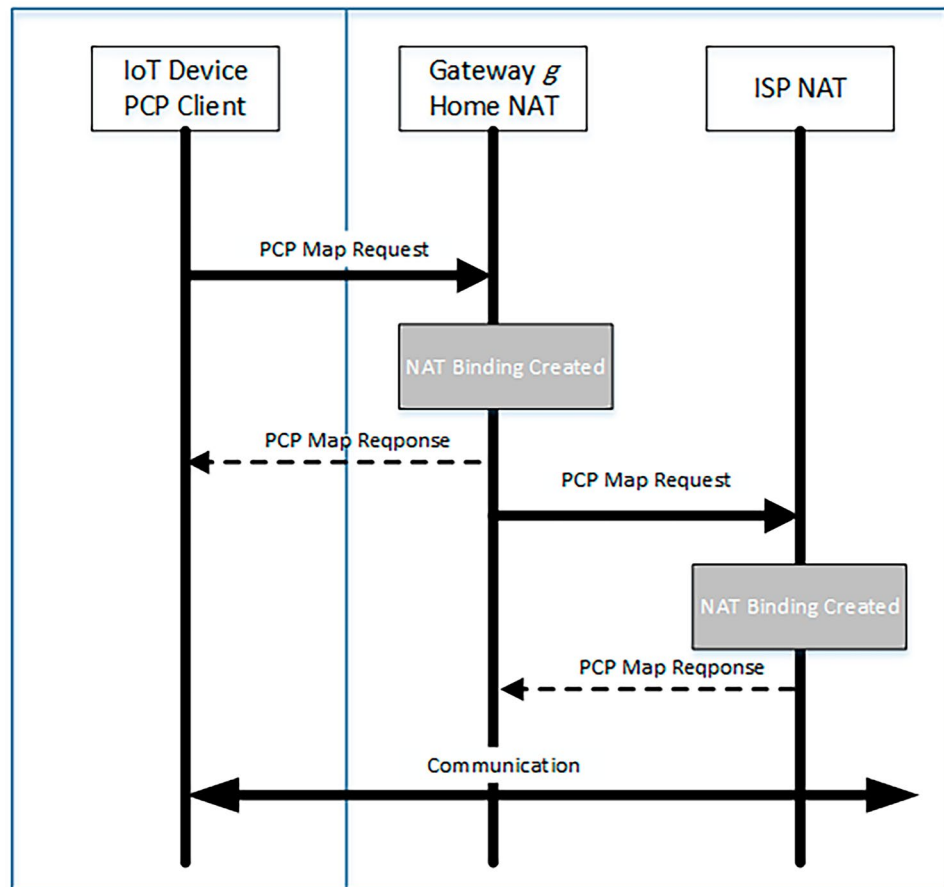 IoT Device
PCP Client
Gateway g
Home NAT
ISP NAT
PCP Map Request
NAT Binding Created
PCP Map Reqponse
PCP Map Request
NAT Binding Created
PCP Map Reqponse
Communication